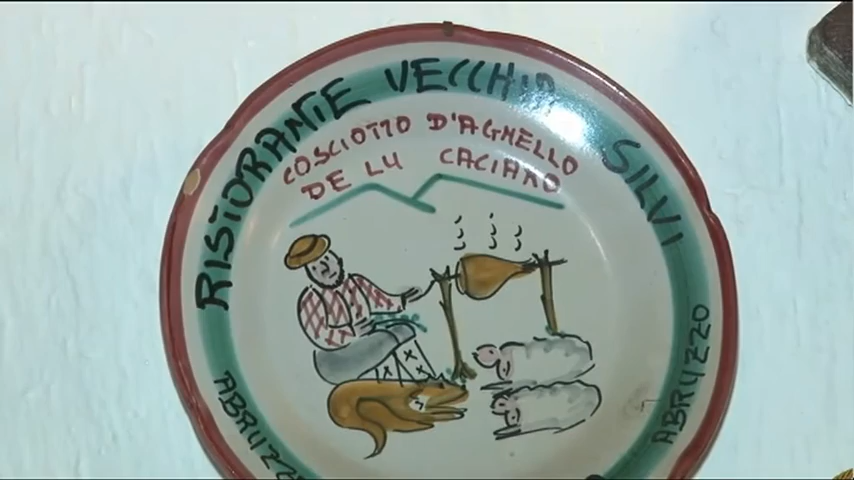 RISTORANTE VECCHIA SILVI
COSCIOTTO D'AGNELLO
DE LU CACIARO
ABRUZZO
ABRUZZO